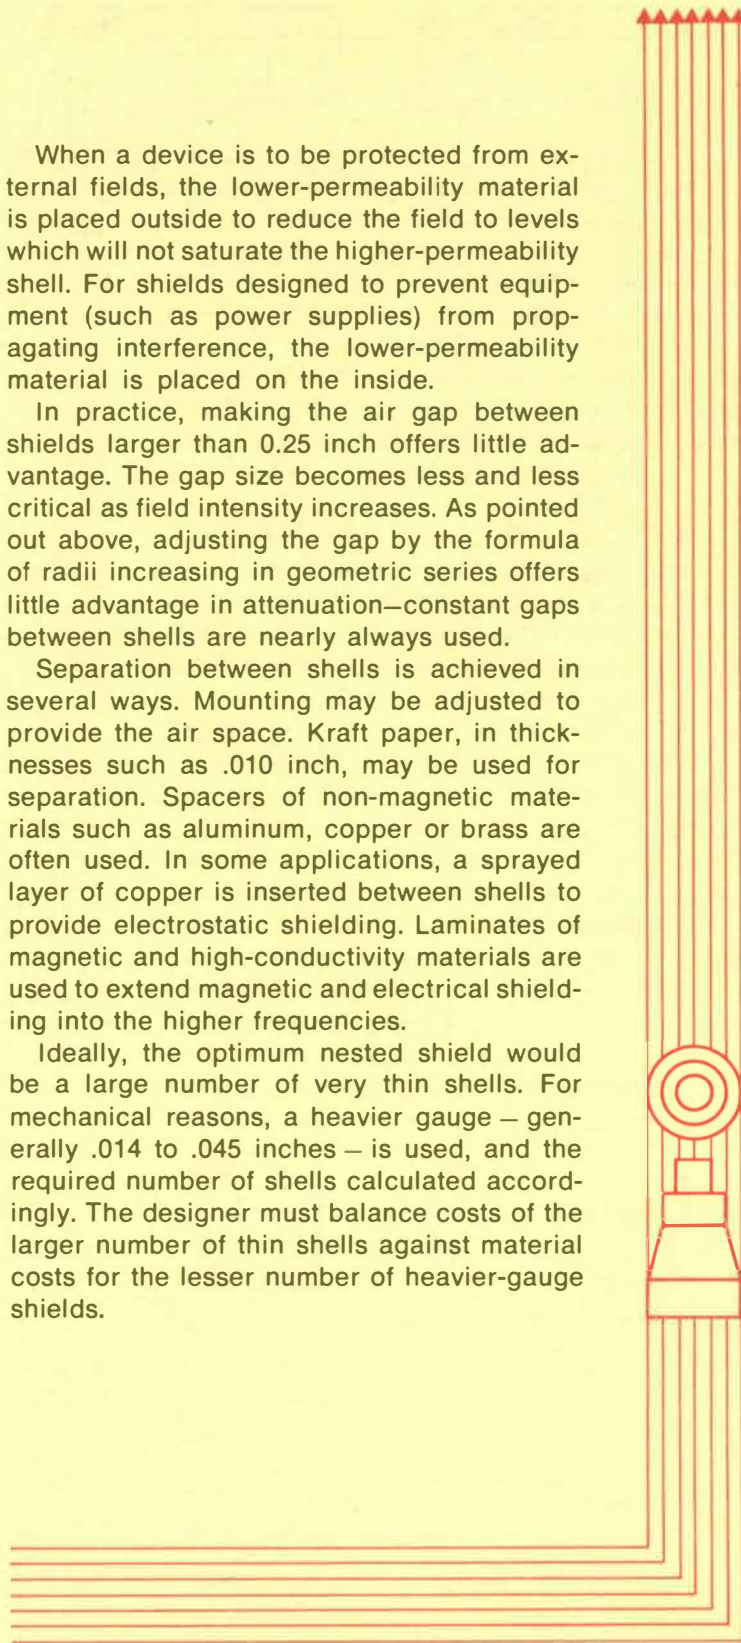 When a device is to be protected from ex-
ternal fields, the lower-permeability material
is placed outside to reduce the field to levels
which will not saturate the higher-permeability
shell. For shields designed to prevent equip-
ment (such as power supplies) from prop-
agating interference, the lower-permeability
material is placed on the inside.
In practice, making the air gap between
shields larger than 0.25 inch offers little ad-
vantage. The gap size becomes less and less
critical as field intensity increases. As pointed
out above, adjusting the gap by the formula
of radii increasing in geometric series offers
little advantage in attenuation—constant gaps
between shells are nearly always used.
Separation between shells is achieved in
several ways. Mounting may be adjusted to
provide the air space. Kraft paper, in thick-
nesses such as .010 inch, may be used for
separation. Spacers of non-magnetic mate-
rials such as aluminum, copper or brass are
often used. In some applications, a sprayed
layer of copper is inserted between shells to
provide electrostatic shielding. Laminates of
magnetic and high-conductivity materials are
used to extend magnetic and electrical shield-
ing into the higher frequencies.
Ideally, the optimum nested shield would
be a large number of very thin shells. For
mechanical reasons, a heavier gauge — gen-
erally .014 to .045 inches — is used, and the
required number of shells calculated accord-
ingly. The designer must balance costs of the
larger number of thin shells against material
costs for the lesser number of heavier-gauge
shields.